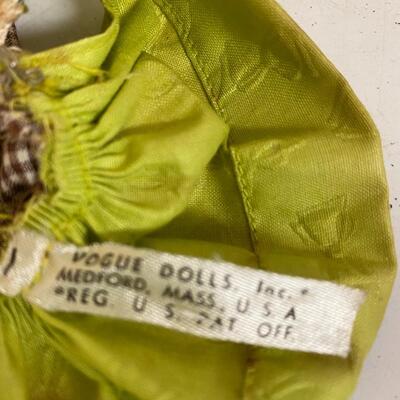 VOGUE DOLLS, Inc. *
MEDFORD, MASS. U S A
*REG. U S. PAT OFF.